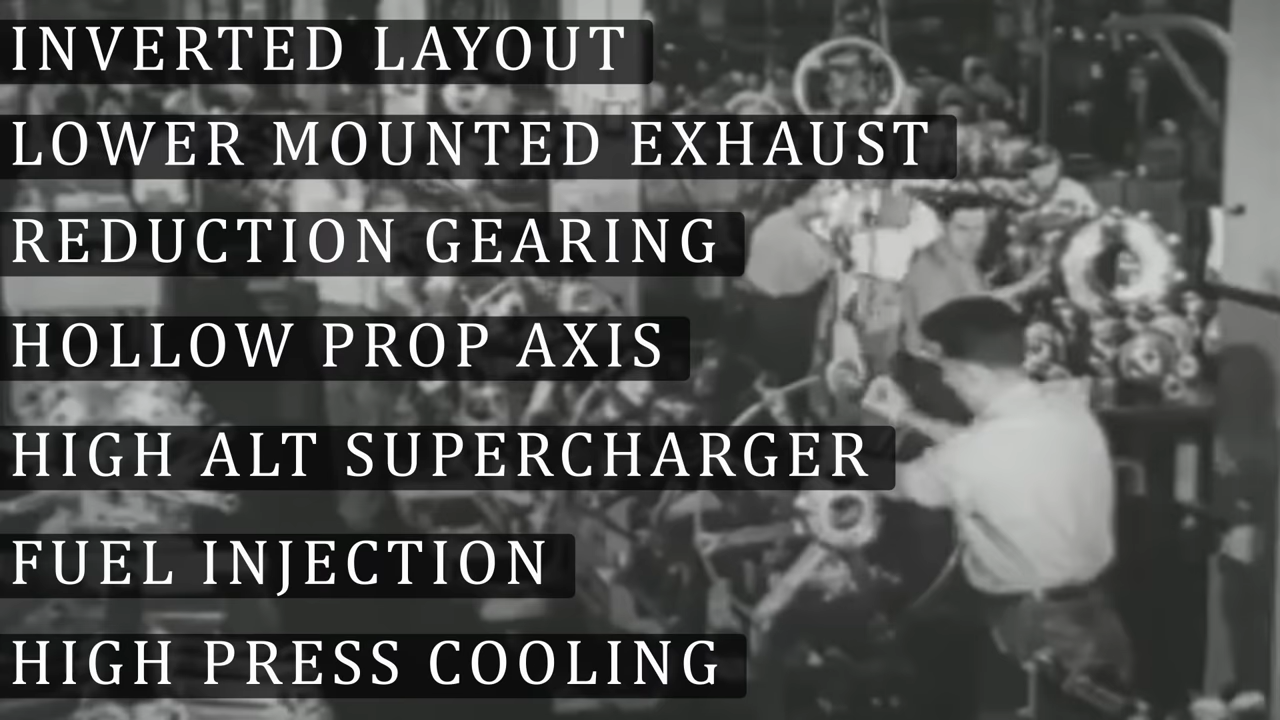 INVERTED LAYOUT
LOWER MOUNTED EXHAUST
REDUCTION GEARING
HOLLOW PROP AXIS
HIGH ALT SUPERCHARGER
FUEL INJECTION
HIGH PRESS COOLING